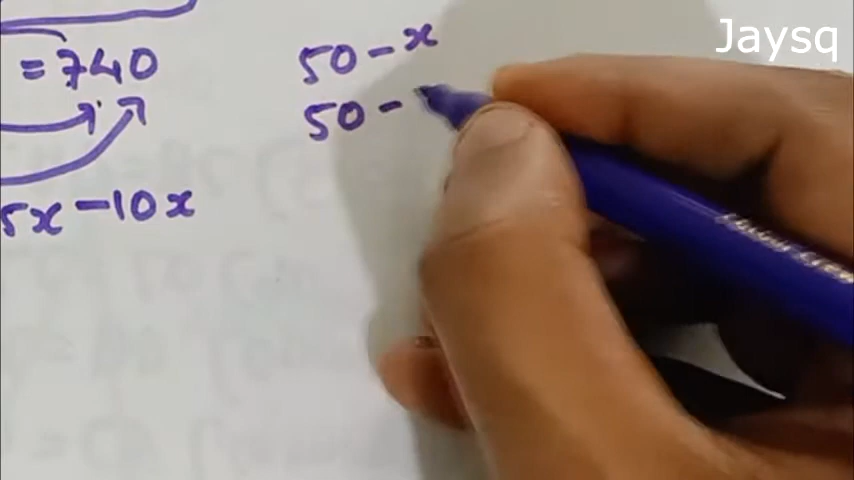 Jaysq
= 740
5x - 10x
50 - x
50 -